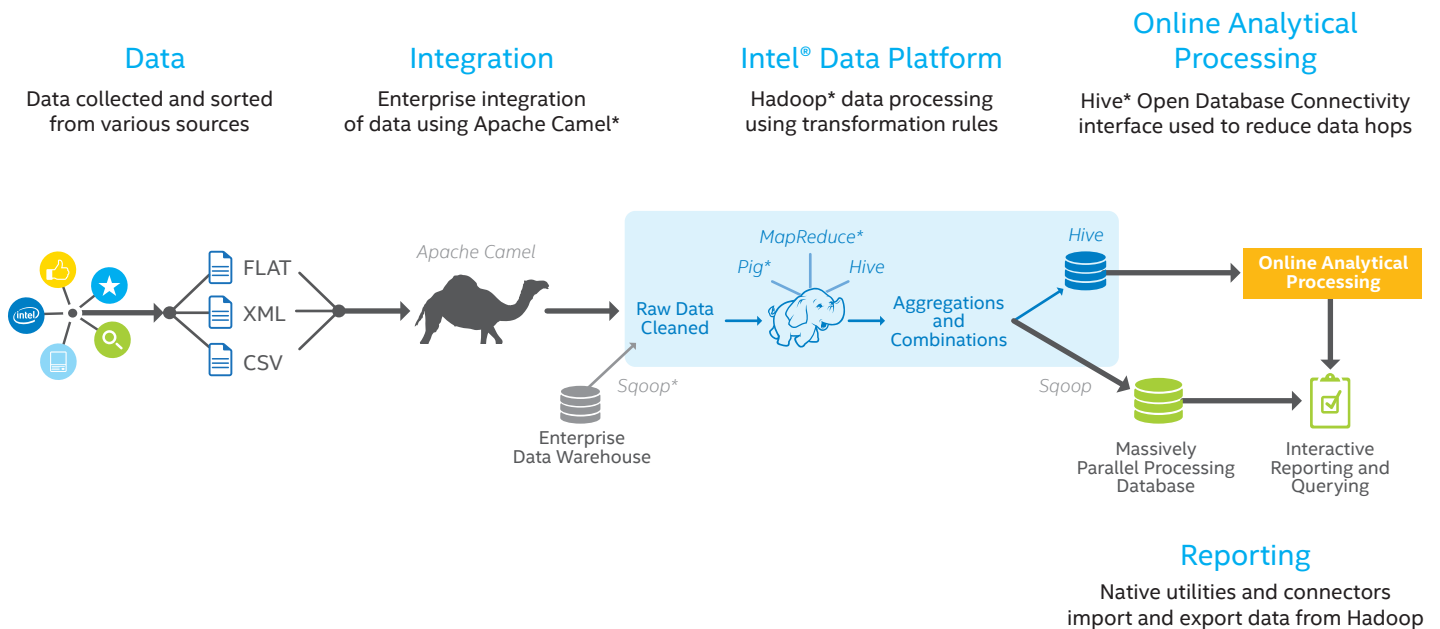 Data
Data collected and sorted
from various sources
Integration
Enterprise integration
of data using Apache Camel*
Intel® Data Platform
Hadoop* data processing
using transformation rules
Online Analytical
Processing
Hive* Open Database Connectivity
interface used to reduce data hops
intel
FLAT
XML
CSV
Apache Camel
Raw Data
Cleaned
Sqoop*
Enterprise
Data Warehouse
Pig*
MapReduce*
Hive
Aggregations
and
Combinations
Hive
Sqoop
Online Analytical
Processing
Massively
Parallel Processing
Database
Interactive
Reporting and
Querying
Reporting
Native utilities and connectors
import and export data from Hadoop